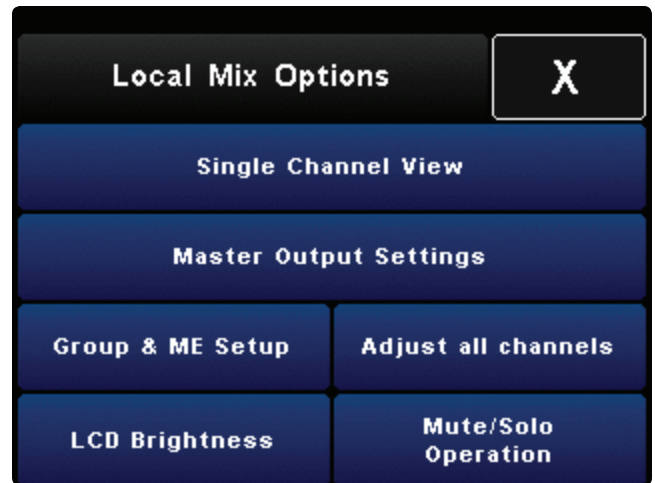 Local Mix Options
X
Single Channel View
Master Output Settings
Group & ME Setup
Adjust all channels
LCD Brightness
Mute/Solo
Operation